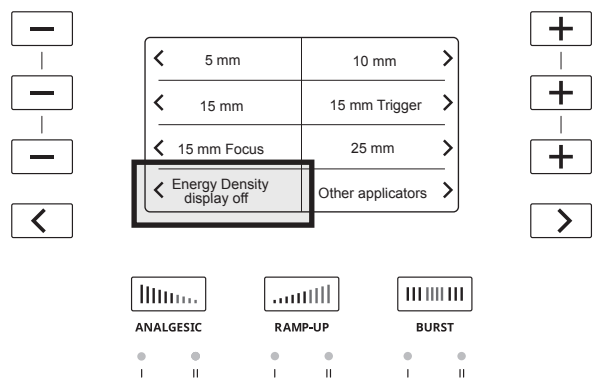 5 mm
10 mm
15 mm
15 mm Trigger
15 mm Focus
25 mm
Energy Density
display off
Other applicators
ANALGESIC
RAMP-UP
BURST
I II I II I II